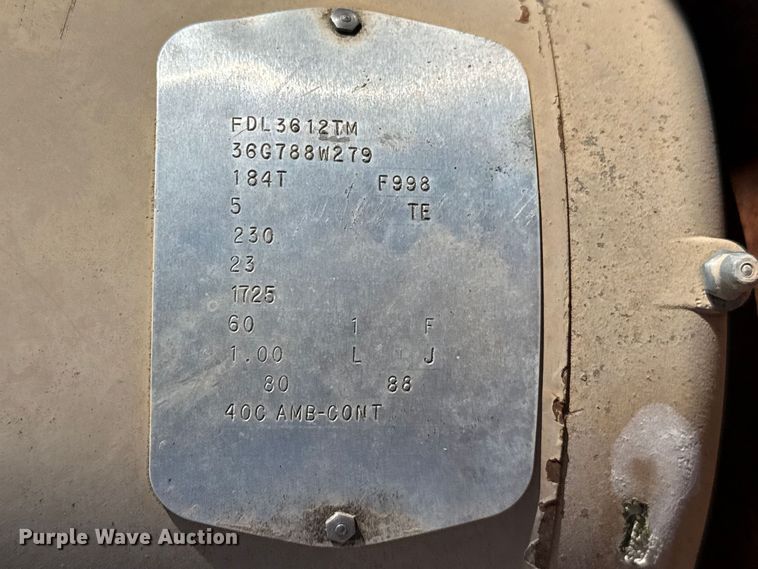 FDL3612TM
36G788W279
184T F998
5 TE
230
23
1725
60 1 F
1.00 L J
80 88
40C AMB-CONT
Purple Wave Auction